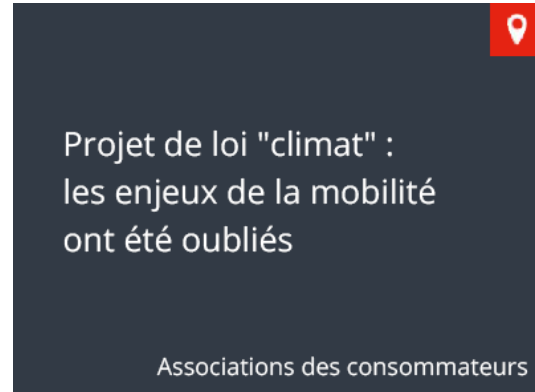 Projet de loi "climat" :
les enjeux de la mobilité
ont été oubliés
Associations des consommateurs